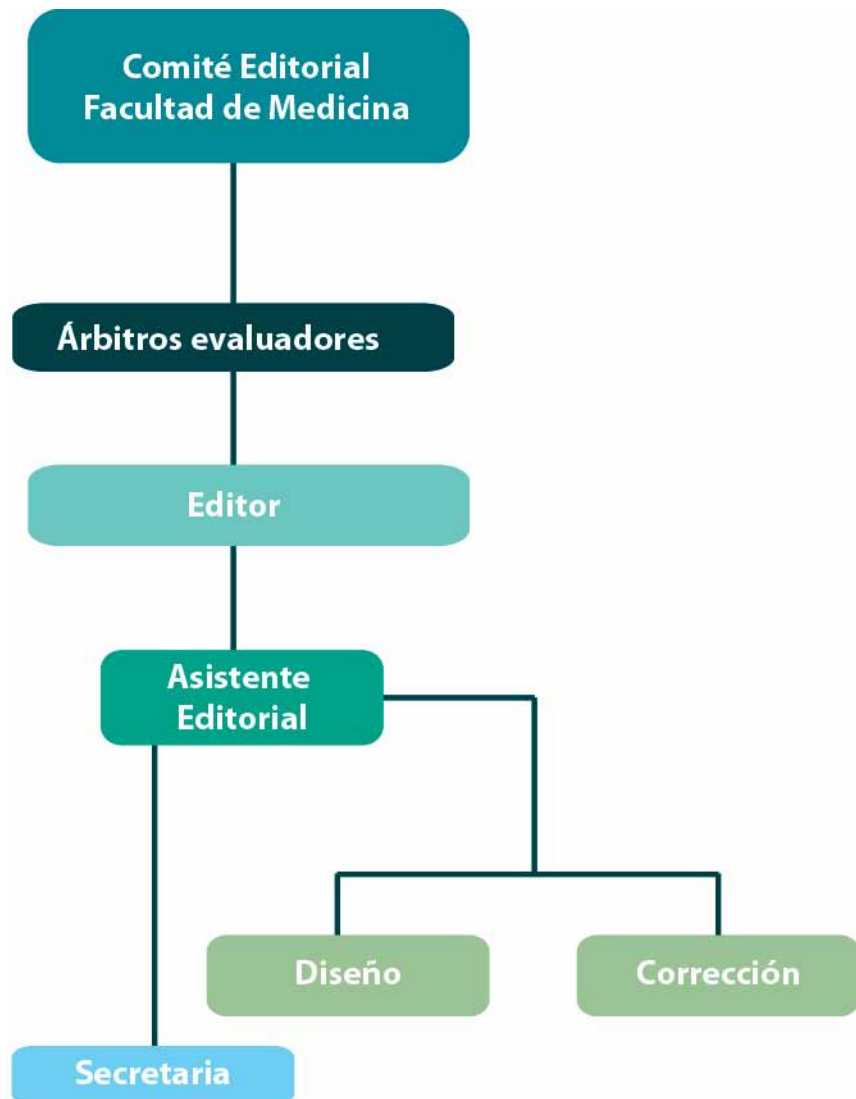 Comité Editorial
Facultad de Medicina
Árbitros evaluadores
Editor
Asistente
Editorial
Diseño
Corrección
Secretaria